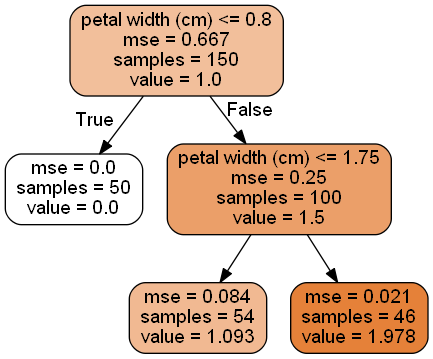 petal width (cm) <= 0.8
mse = 0.667
samples = 150
value = 1.0
True
False
mse = 0.0
samples = 50
value = 0.0
petal width (cm) <= 1.75
mse = 0.25
samples = 100
value = 1.5
mse = 0.084
samples = 54
value = 1.093
mse = 0.021
samples = 46
value = 1.978